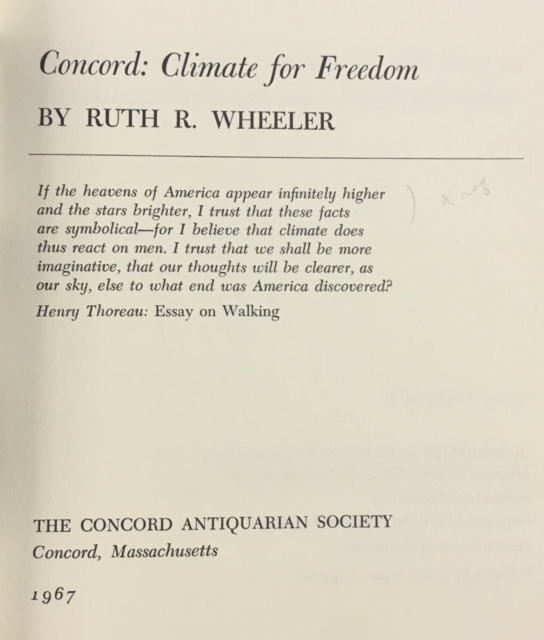 Concord: Climate for Freedom
BY RUTH R. WHEELER
If the heavens of America appear infinitely higher
and the stars brighter, I trust that these facts
are symbolical—for I believe that climate does
thus react on men. I trust that we shall be more
imaginative, that our thoughts will be clearer, as
our sky, else to what end was America discovered?
Henry Thoreau: Essay on Walking
THE CONCORD ANTIQUARIAN SOCIETY
Concord, Massachusetts
1967